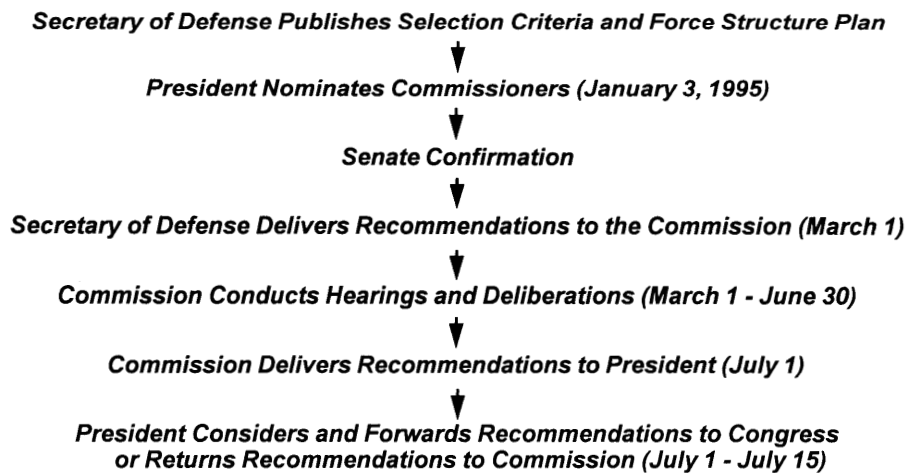 Secretary of Defense Publishes Selection Criteria and Force Structure Plan
President Nominates Commissioners (January 3, 1995)
Senate Confirmation
Secretary of Defense Delivers Recommendations to the Commission (March 1)
Commission Conducts Hearings and Deliberations (March 1 - June 30)
Commission Delivers Recommendations to President (July 1)
President Considers and Forwards Recommendations to Congress
or Returns Recommendations to Commission (July 1 - July 15)